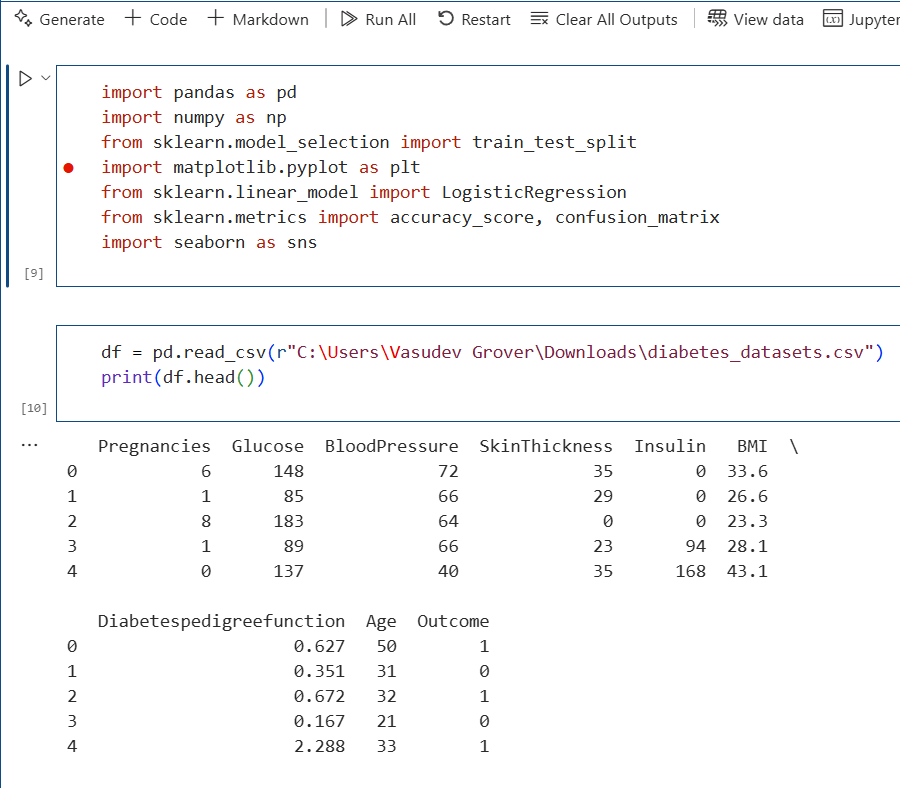 Generate + Code + Markdown Run All Restart Clear All Outputs View data Jupyter
import pandas as pd
import numpy as np
from sklearn.model_selection import train_test_split
import matplotlib.pyplot as plt
from sklearn.linear_model import LogisticRegression
from sklearn.metrics import accuracy_score, confusion_matrix
import seaborn as sns
[9]
df = pd.read_csv(r"C:\Users\Vasudev Grover\Downloads\diabetes_datasets.csv")
print(df.head())
[10]
... Pregnancies Glucose BloodPressure SkinThickness Insulin BMI \
0 6 148 72 35 0 33.6
1 1 85 66 29 0 26.6
2 8 183 64 0 0 23.3
3 1 89 66 23 94 28.1
4 0 137 40 35 168 43.1
Diabetespedigreefunction Age Outcome
0 0.627 50 1
1 0.351 31 0
2 0.672 32 1
3 0.167 21 0
4 2.288 33 1